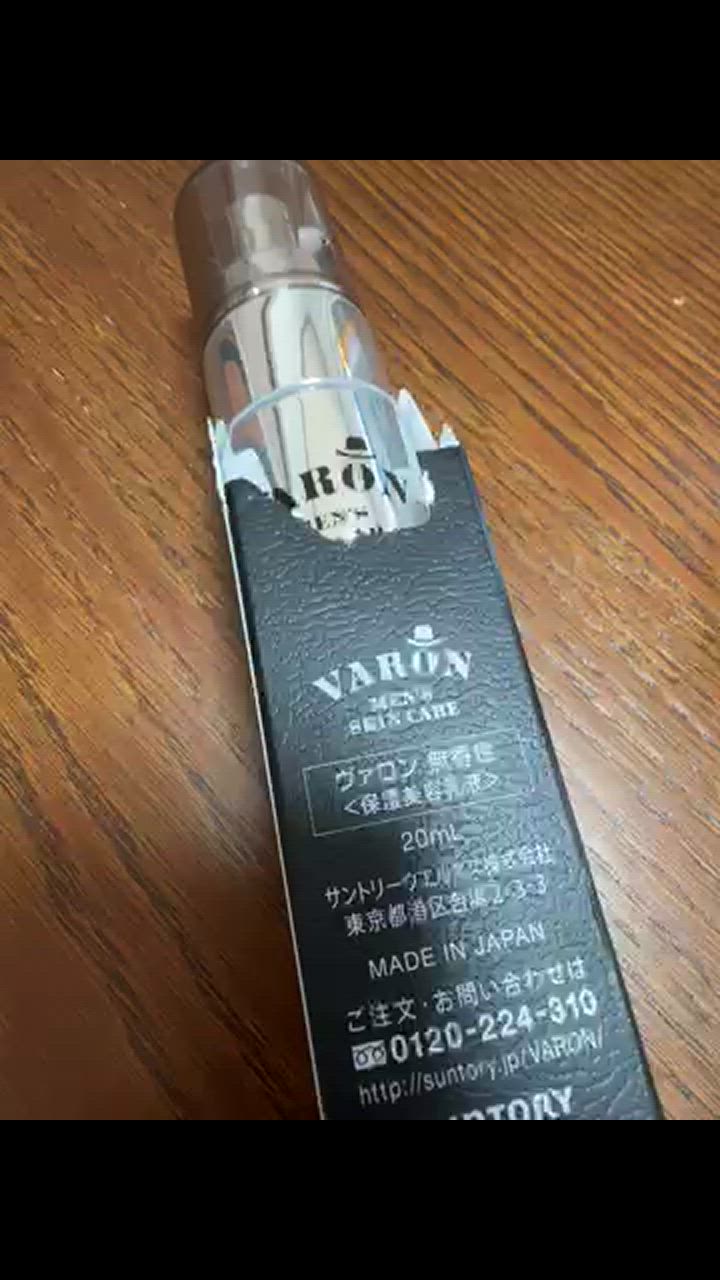 VARON
MEN'S
VARON
MEN'S
SKIN CARE
ヴァロン 無香性
<保湿美容乳液>
20mL
サントリーウエルネス株式会社
東京都港区台場2-3-3
MADE IN JAPAN
ご注文・お問い合わせは
0120-224-310
http://suntory.jp/VARON/
SUNTORY